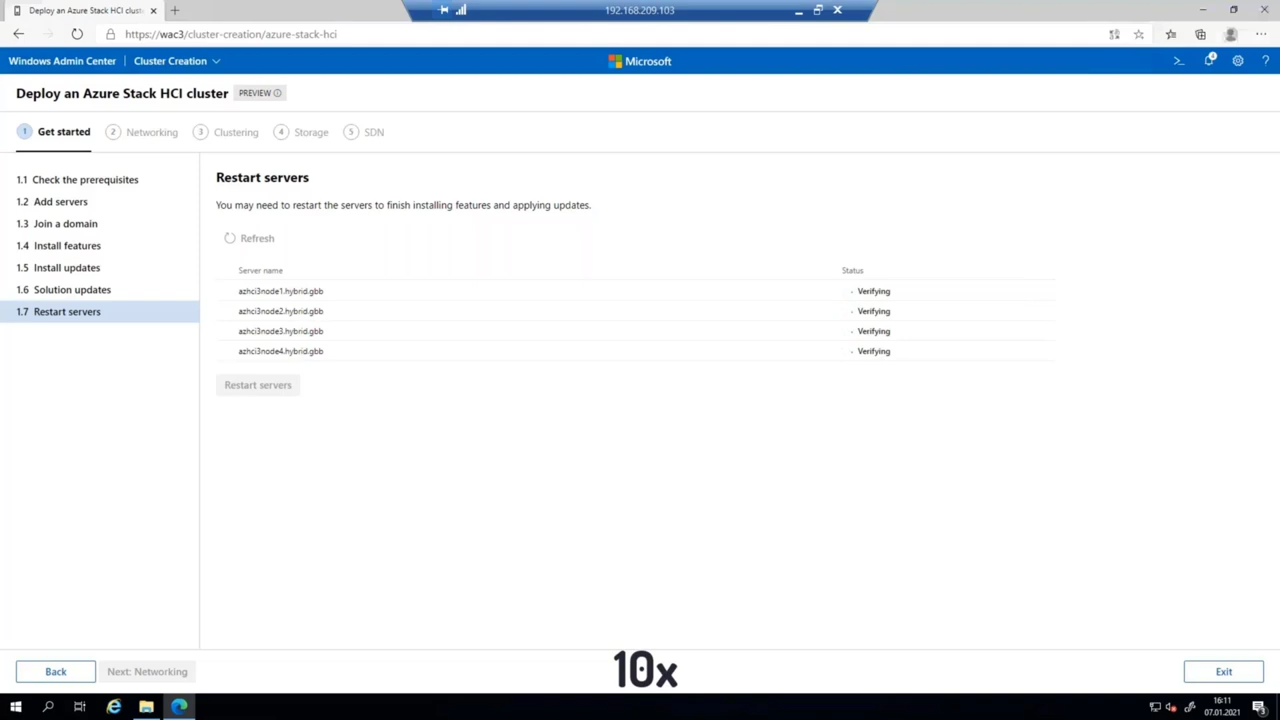 Deploy an Azure Stack HCI clust
192.168.209.103
https://wac3/cluster-creation/azure-stack-hci
Windows Admin Center | Cluster Creation
Microsoft
Deploy an Azure Stack HCI cluster PREVIEW
1 Get started 2 Networking 3 Clustering 4 Storage 5 SDN
1.1 Check the prerequisites
1.2 Add servers
1.3 Join a domain
1.4 Install features
1.5 Install updates
1.6 Solution updates
1.7 Restart servers
Restart servers
You may need to restart the servers to finish installing features and applying updates.
Refresh
Server name Status
azhci3node1.hybrid.gbb Verifying
azhci3node2.hybrid.gbb Verifying
azhci3node3.hybrid.gbb Verifying
azhci3node4.hybrid.gbb Verifying
Restart servers
Back Next: Networking Exit
10x
16:11
07.01.2021